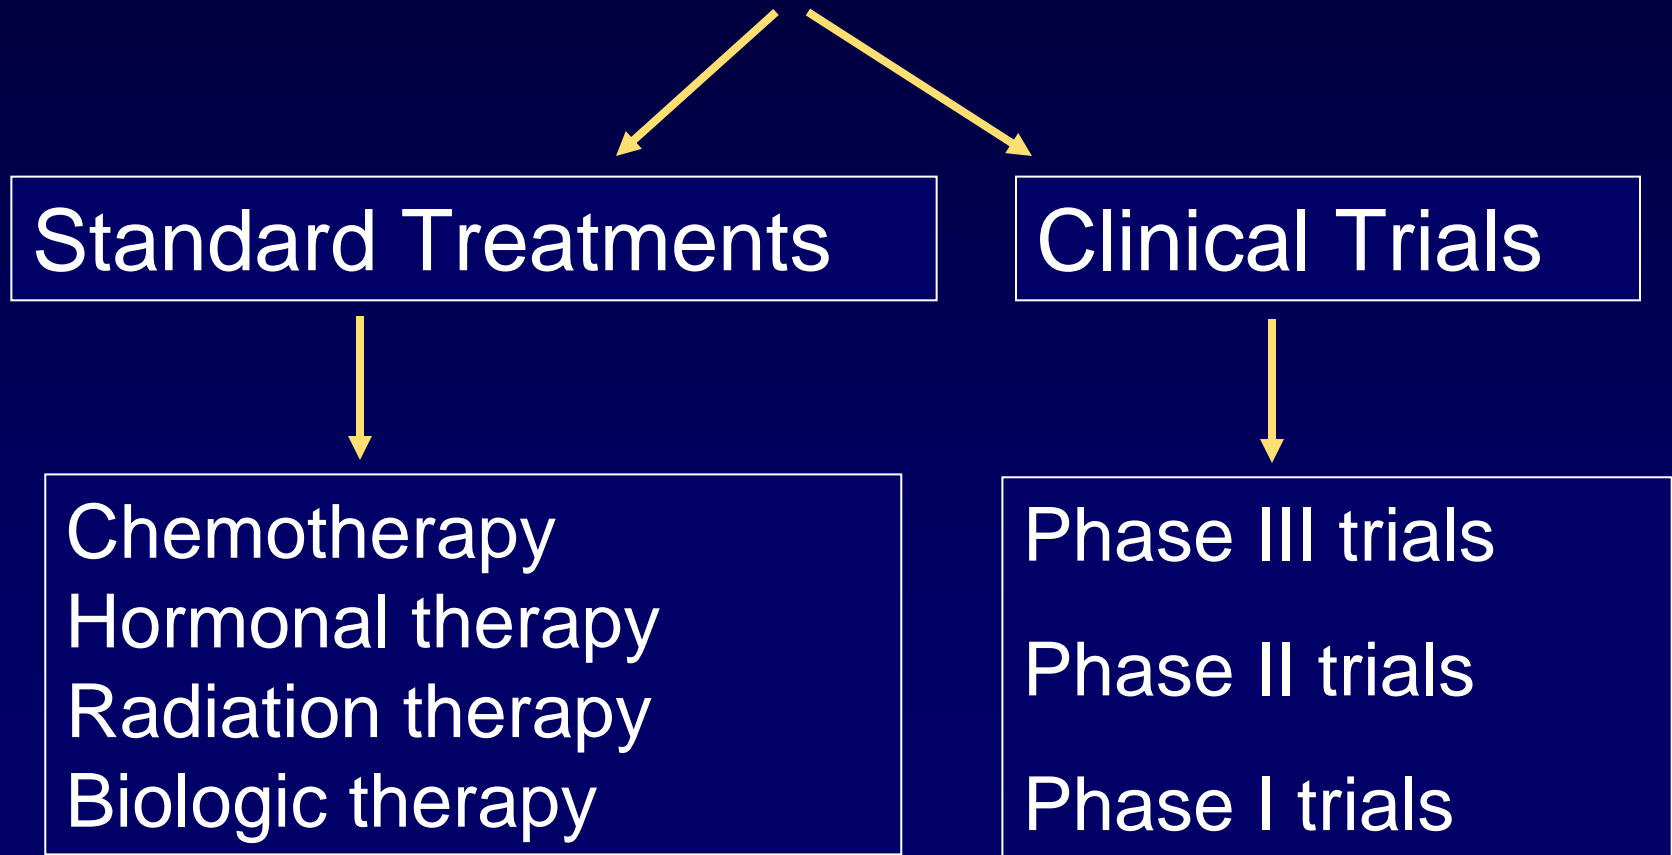 Standard Treatments
Clinical Trials
Chemotherapy
Hormonal therapy
Radiation therapy
Biologic therapy
Phase III trials
Phase II trials
Phase I trials